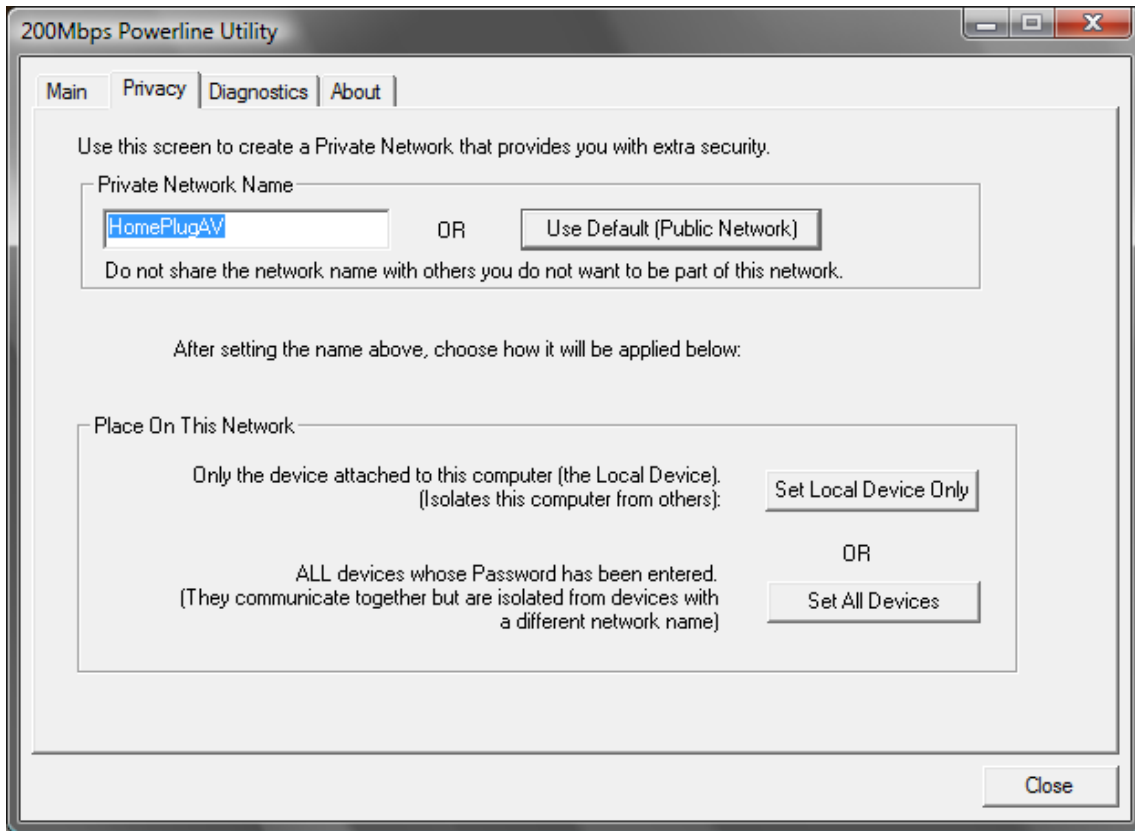 200Mbps Powerline Utility
Main Privacy Diagnostics About
Use this screen to create a Private Network that provides you with extra security.
Private Network Name
HomePlugAV OR Use Default (Public Network)
Do not share the network name with others you do not want to be part of this network.
After setting the name above, choose how it will be applied below:
Place On This Network
Only the device attached to this computer (the Local Device).
(Isolates this computer from others):
Set Local Device Only
OR
ALL devices whose Password has been entered.
(They communicate together but are isolated from devices with
a different network name)
Set All Devices
Close